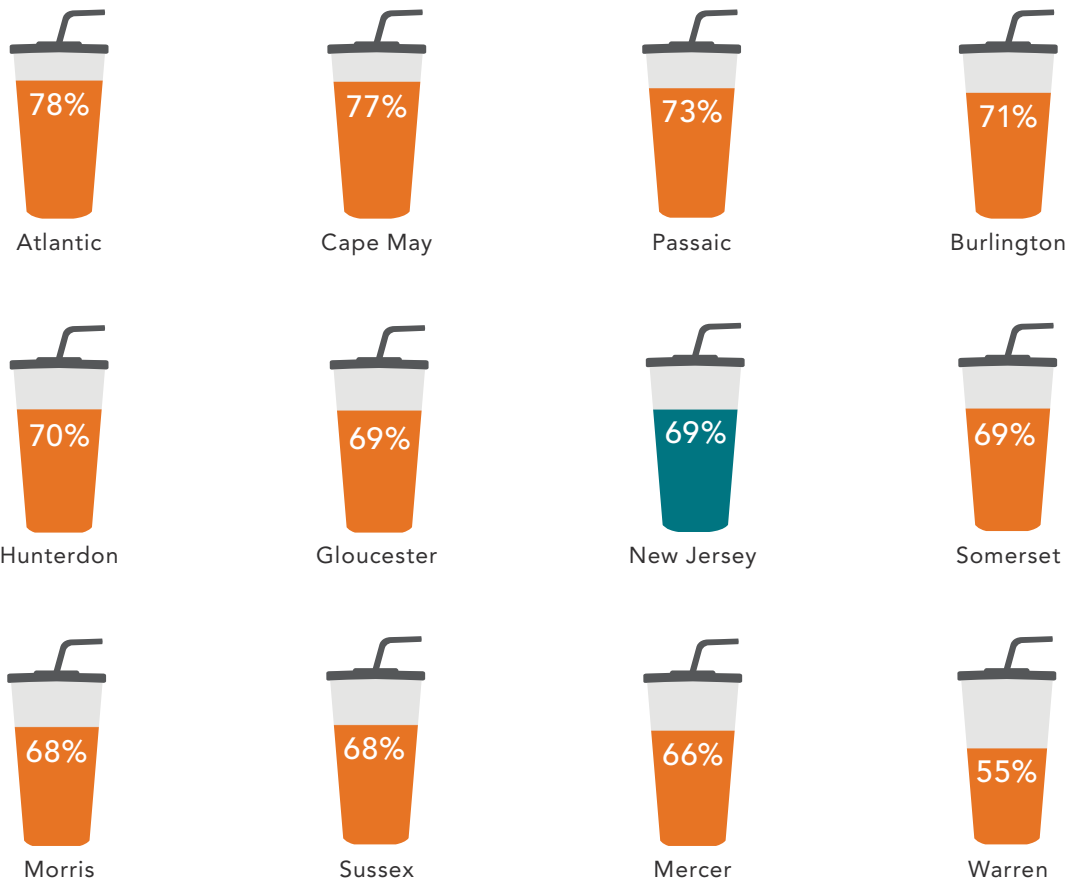 78%
Atlantic
77%
Cape May
73%
Passaic
71%
Burlington
70%
Hunterdon
69%
Gloucester
69%
New Jersey
69%
Somerset
68%
Morris
68%
Sussex
66%
Mercer
55%
Warren